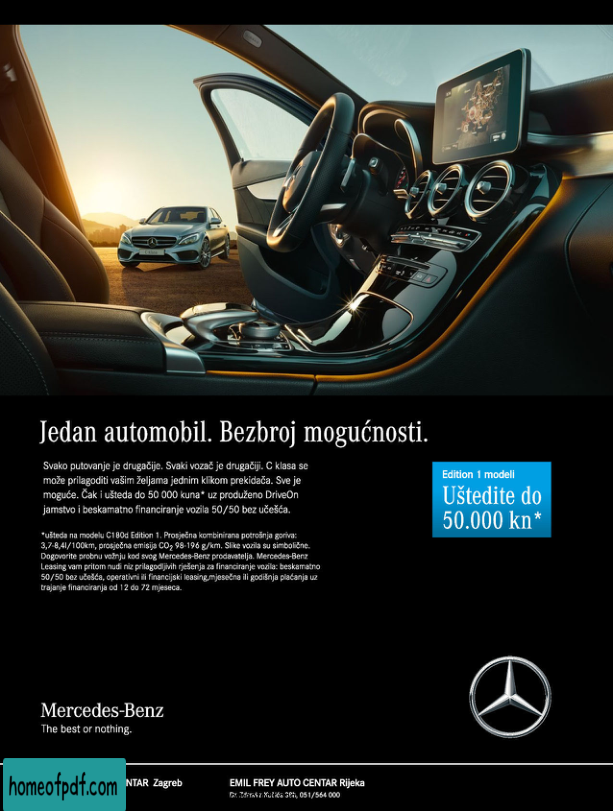 Jedan automobil. Bezbroj mogućnosti.
Svako putovanje je drugačije. Svaki vozač je drugačiji. C klasa se
može prilagoditi vašim željama jednim klikom prekidača. Sve je
moguće. Čak i ušteda do 50 000 kuna* uz produženo DriveOn
jamstvo i beskamatno financiranje vozila 50/50 bez učešća.
Edition 1 modeli
Uštedite do
50.000 kn*
*ušteda na modelu C180d Edition 1. Prosječna kombinirana potrošnja goriva:
3,7-8,4l/100km, prosječna emisija CO2 98-196 g/km. Slike vozila su simbolične.
Dogovorite probnu vožnju kod svog Mercedes-Benz prodavatelja. Mercedes-Benz
Leasing vam pritom nudi niz prilagodljivih rješenja za financiranje vozila: beskamatno
50/50 bez učešća, operativni ili financijski leasing,mjesečna ili godišnja plaćanja uz
trajanje financiranja od 12 do 72 mjeseca.
Mercedes-Benz
The best or nothing.
NTAR Zagreb
EMIL FREY AUTO CENTAR Rijeka
051/564 000
homeofpdf.com